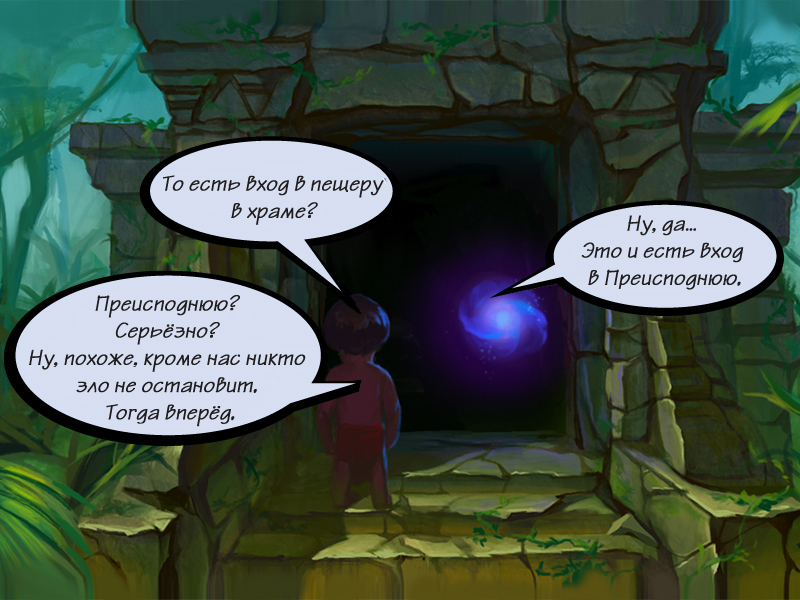 То есть вход в пещеру
в храме?
Ну, да...
Это и есть вход
в Преисподнюю.
Преисподнюю?
Серьёзно?
Ну, похоже, кроме нас никто
зло не остановит.
Тогда вперёд.